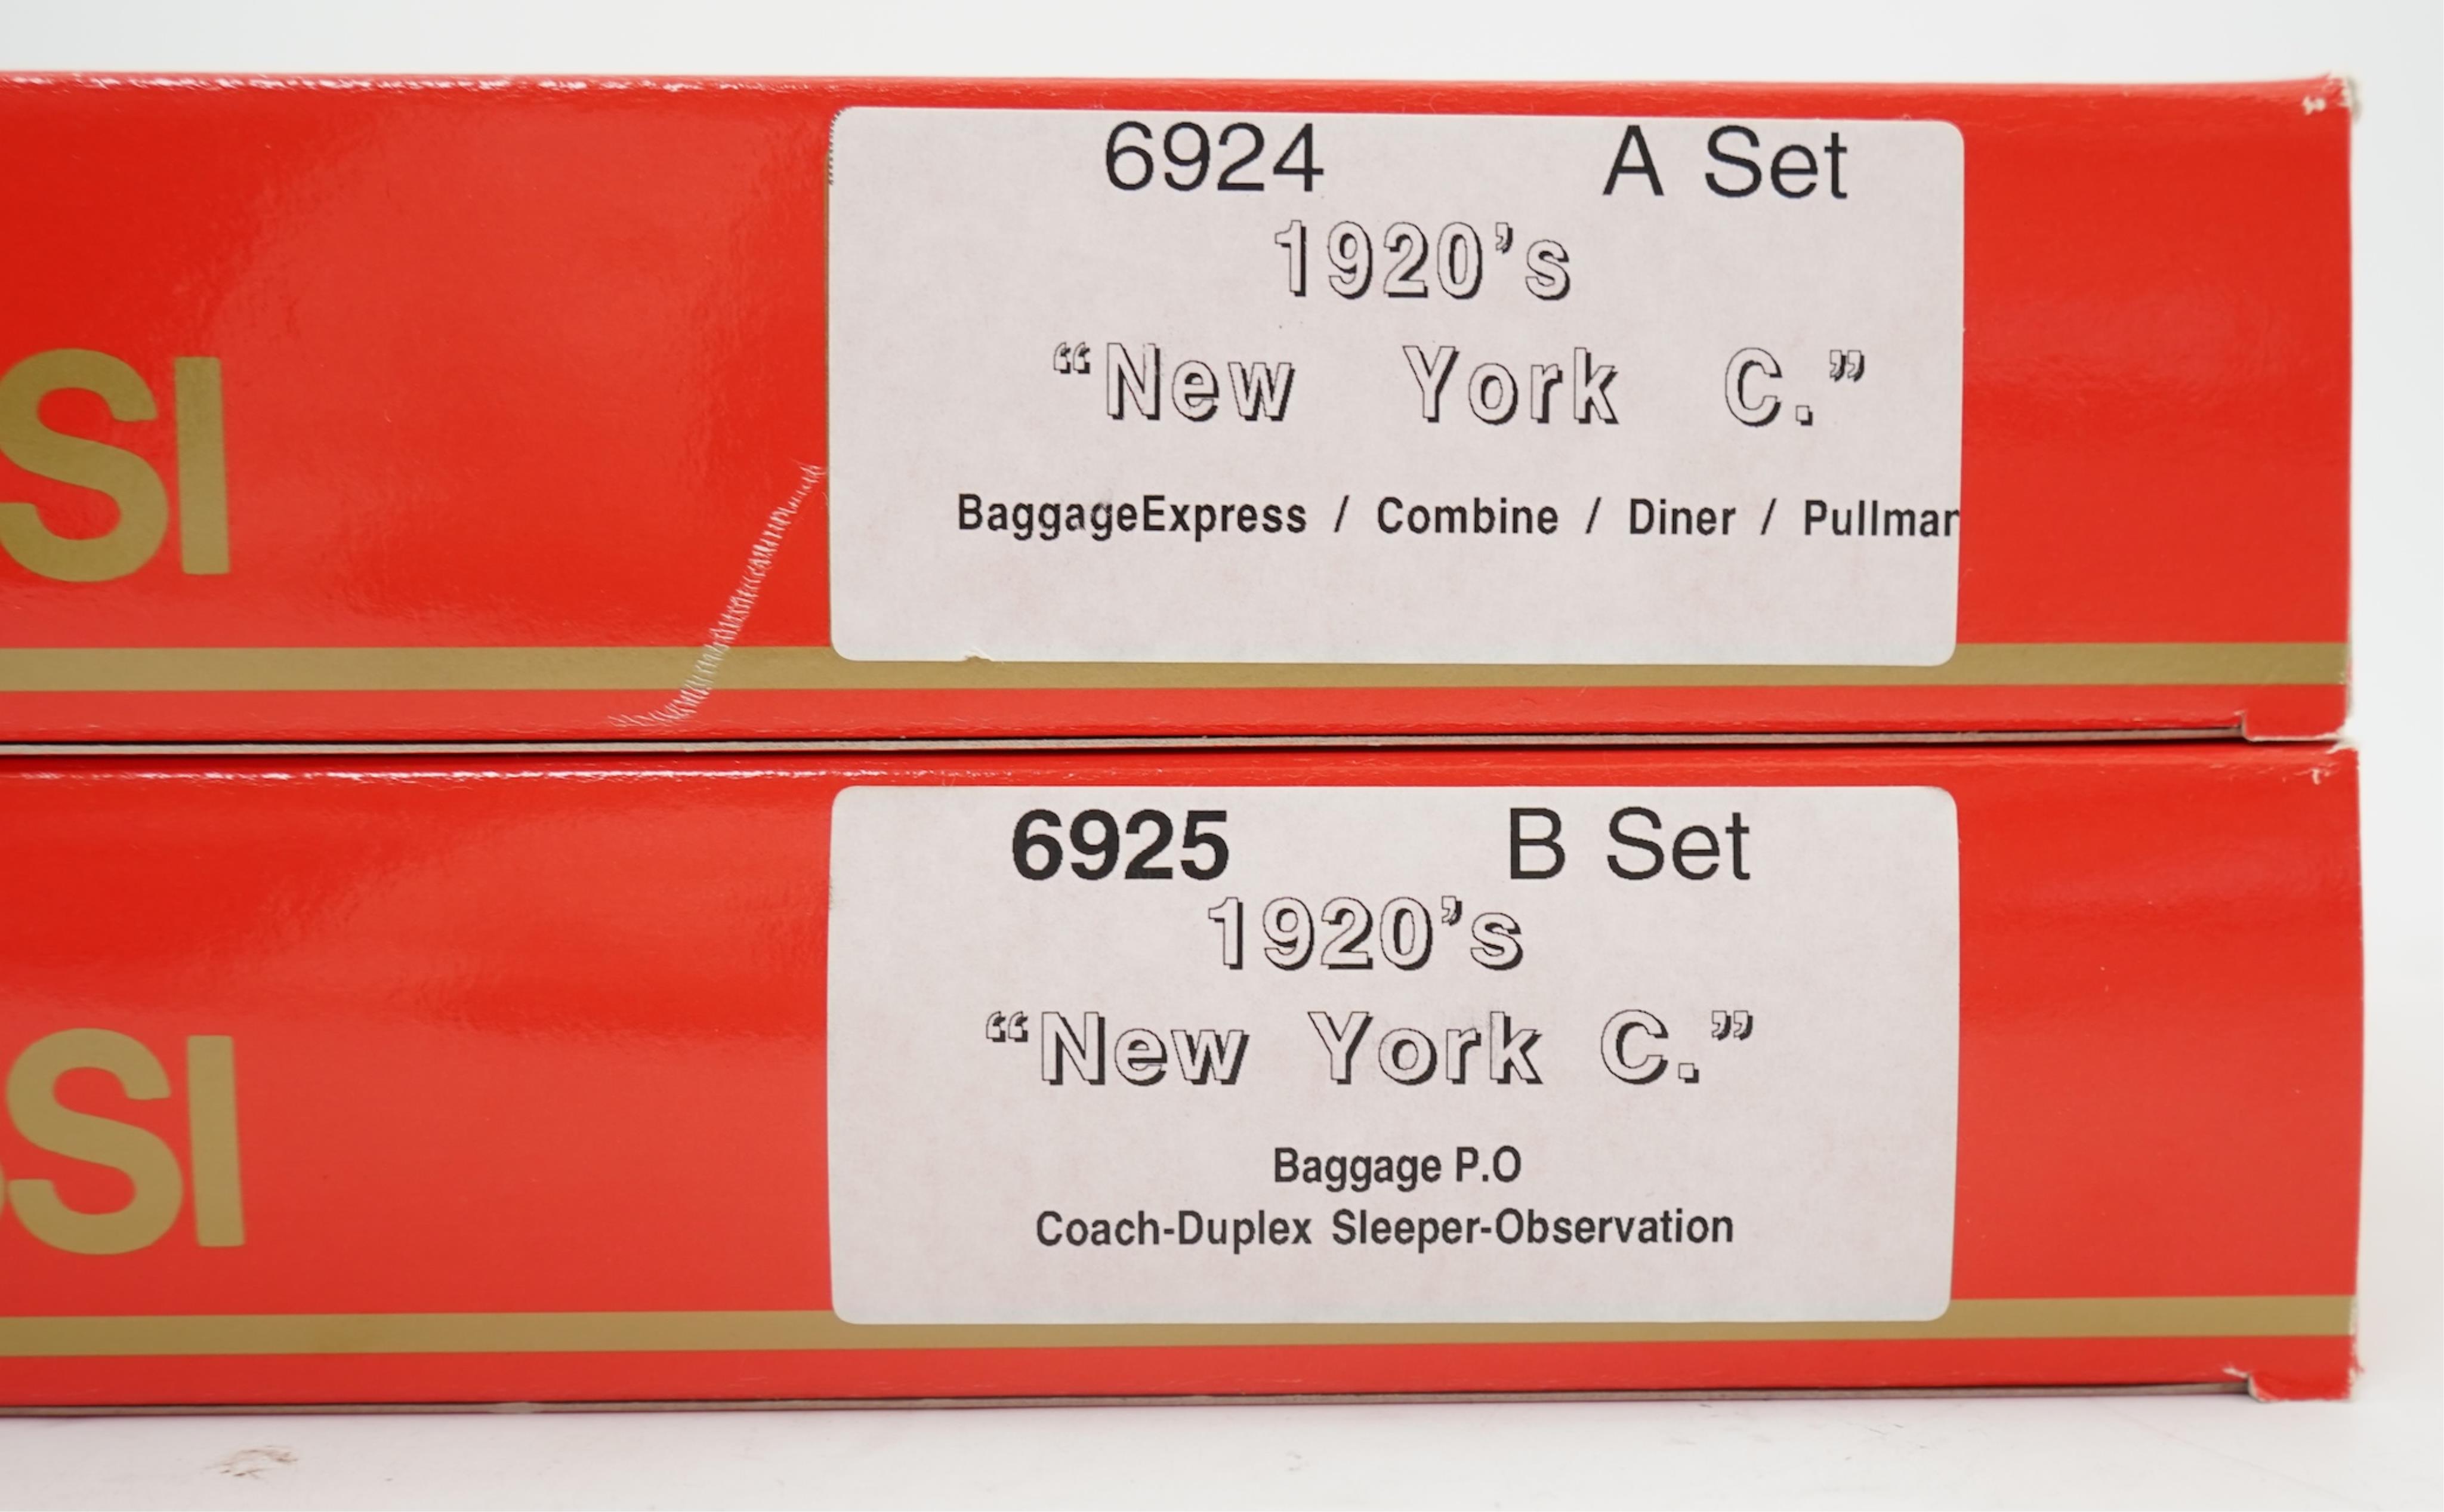 6924 A Set
1920's
“New York C.”
BaggageExpress / Combine / Diner / Pullman
SI
6925 B Set
1920's
“New York C.”
Baggage P.O
Coach-Duplex Sleeper-Observation
SI